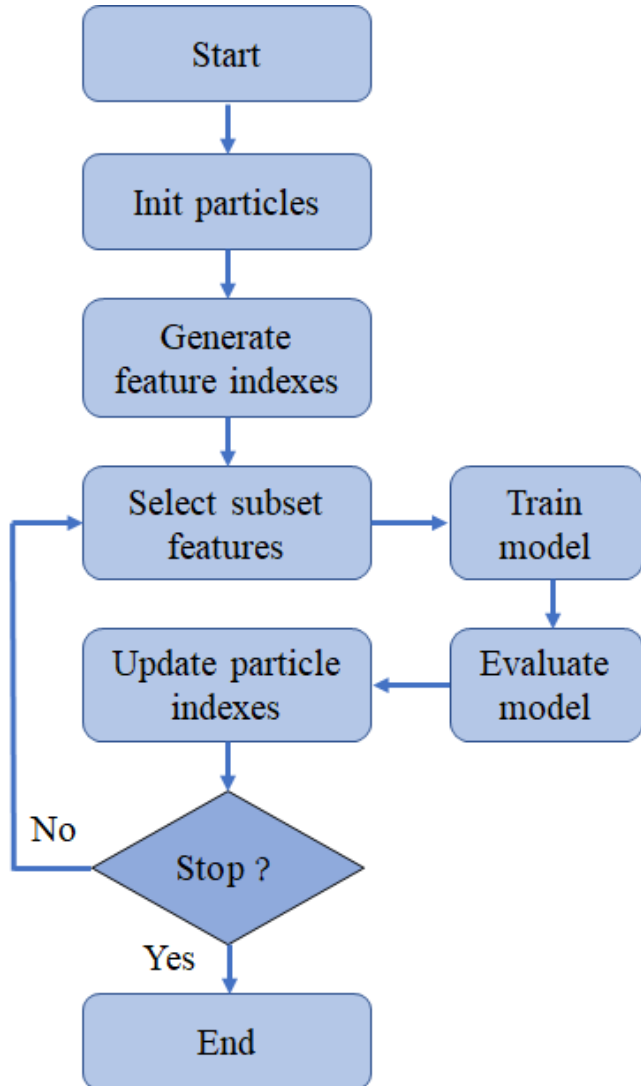 Start
Init particles
Generate
feature indexes
Select subset
features
Train
model
Update particle
indexes
Evaluate
model
No
Stop ?
Yes
End